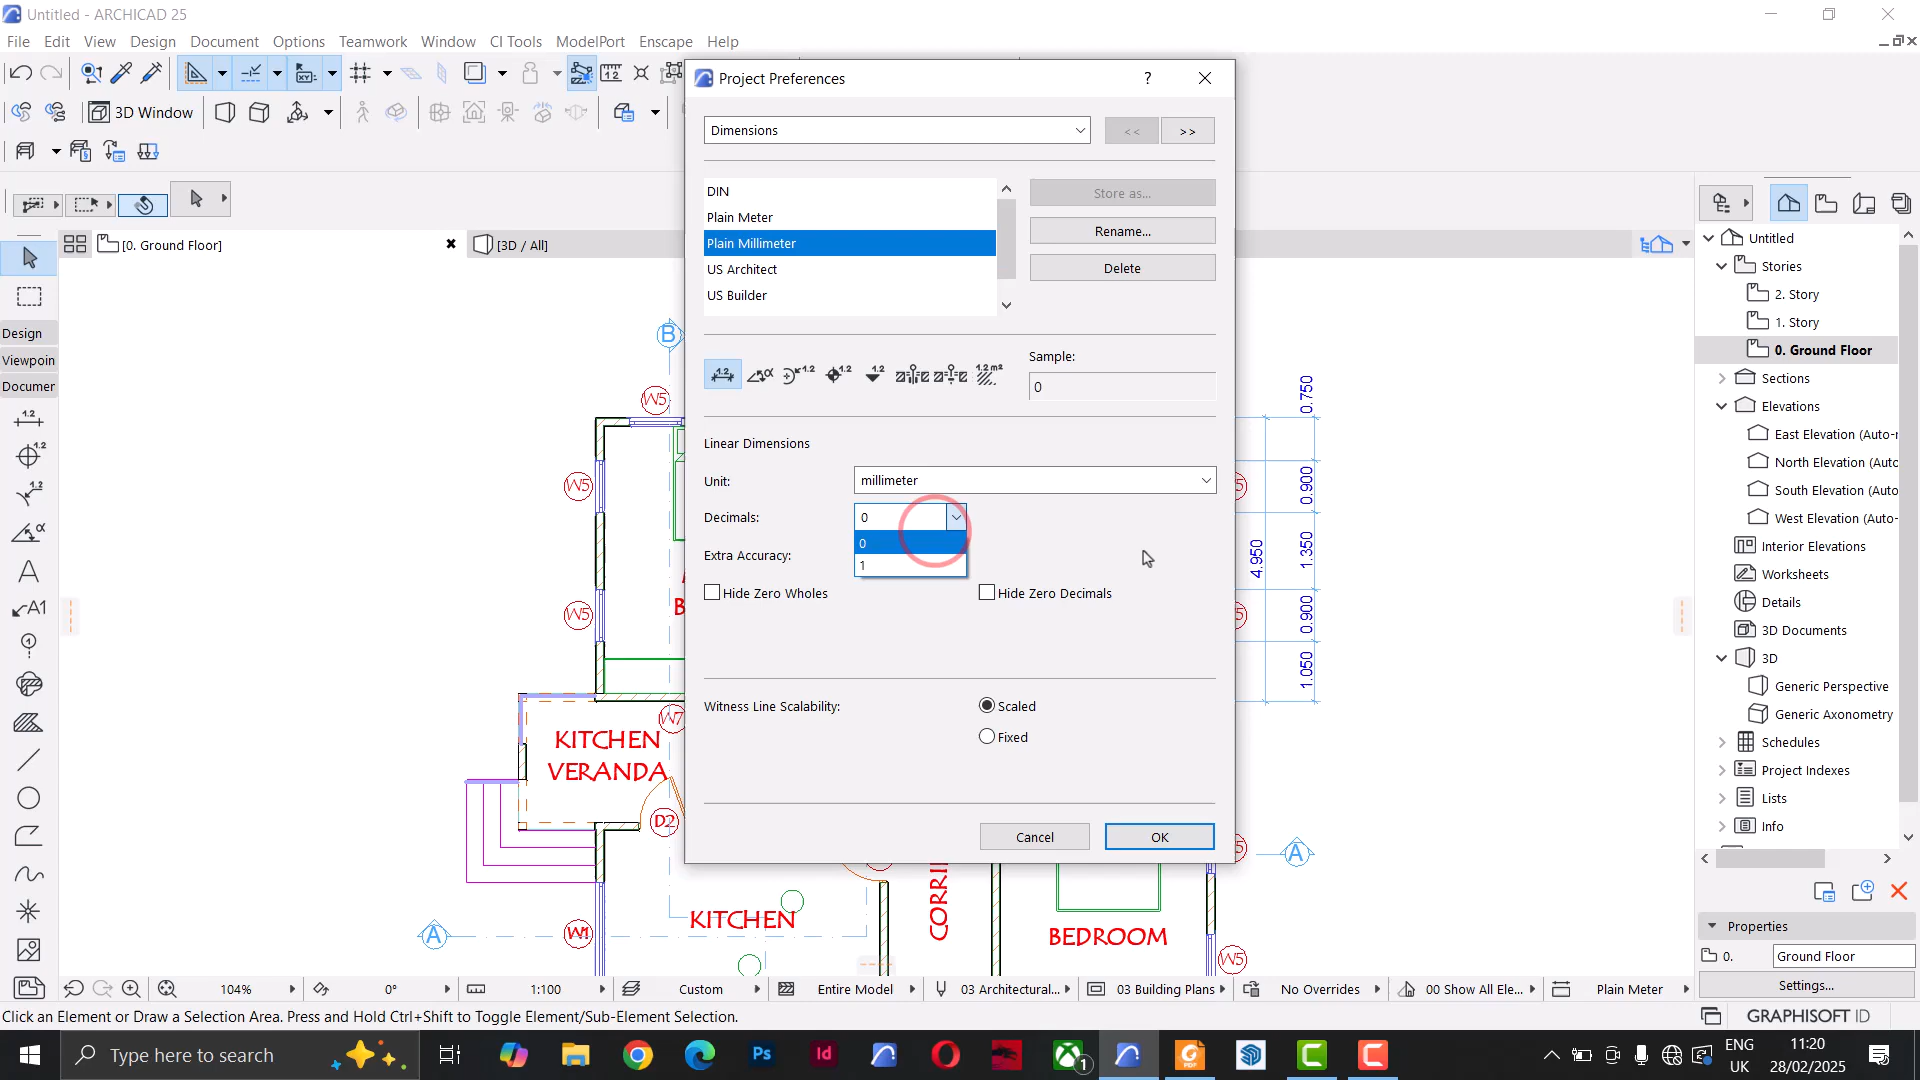 Untitled - ARCHICAD 25
File Edit View Design Document Options Teamwork Window CI Tools ModelPort Enscape Help
3D Window
[0. Ground Floor]
[3D / All]
Design
Viewpoin
Documer
Project Preferences
?
Dimensions
<<
>>
DIN
Plain Meter
Plain Millimeter
US Architect
US Builder
Store as...
Rename...
Delete
Sample:
0
Linear Dimensions
Unit:
millimeter
Decimals:
0
0
1
Extra Accuracy:
Hide Zero Wholes
Hide Zero Decimals
Witness Line Scalability:
Scaled
Fixed
Cancel
OK
B
W5
W5
W5
W7
KITCHEN
VERANDA
D2
KITCHEN
W1
A
A
BEDROOM
W5
0.750
0.900
1.350
4.950
0.900
1.050
Untitled
Stories
2. Story
1. Story
0. Ground Floor
Sections
Elevations
East Elevation (Auto-r
North Elevation (Auto
South Elevation (Auto-
West Elevation (Auto-
Interior Elevations
Worksheets
Details
3D Documents
3D
Generic Perspective
Generic Axonometry
Schedules
Project Indexes
Lists
Info
Properties
0.
Ground Floor
Settings...
104%
0°
1:100
Custom
Entire Model
03 Architectural...
03 Building Plans
No Overrides
00 Show All Ele...
Plain Meter
Click an Element or Draw a Selection Area. Press and Hold Ctrl+Shift to Toggle Element/Sub-Element Selection.
GRAPHISOFT ID
Type here to search
ENG
UK
11:20
28/02/2025